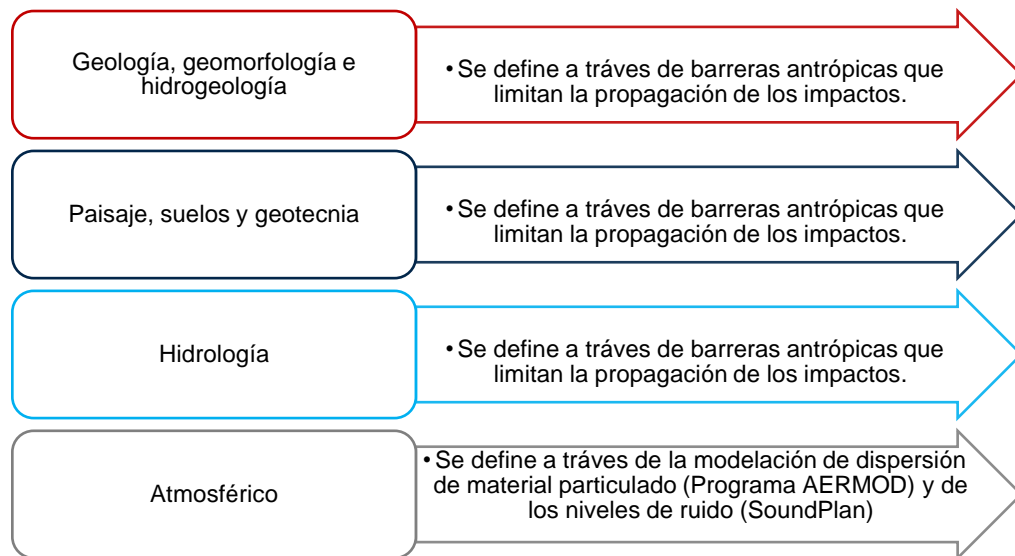 Geología, geomorfología e
hidrogeología
• Se define a tráves de barreras antrópicas que
limitan la propagación de los impactos.
Paisaje, suelos y geotecnia
• Se define a tráves de barreras antrópicas que
limitan la propagación de los impactos.
Hidrología
• Se define a tráves de barreras antrópicas que
limitan la propagación de los impactos.
Atmosférico
• Se define a tráves de la modelación de dispersión
de material particulado (Programa AERMOD) y de
los niveles de ruido (SoundPlan)